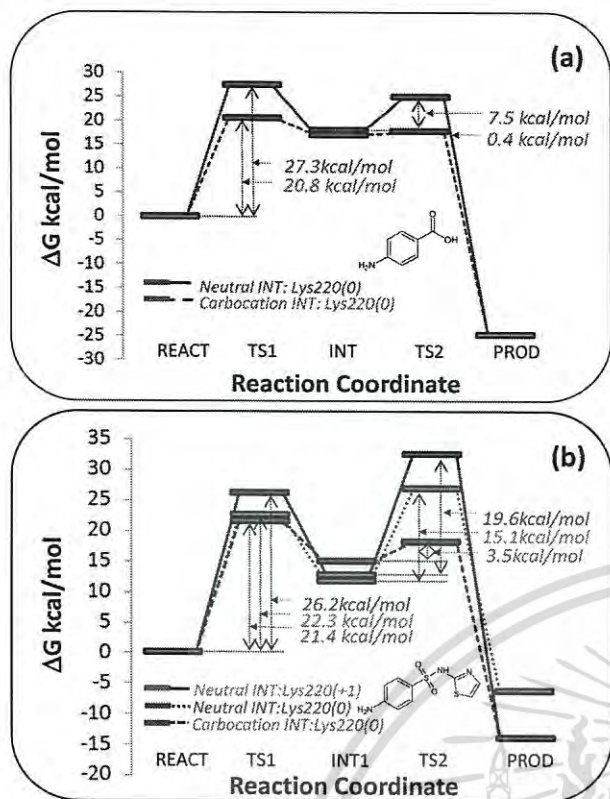 (a)
30
25
20
15
10
5
0
-5
-10
-15
-20
-25
-30
ΔG kcal/mol
7.5 kcal/mol
0.4 kcal/mol
27.3kcal/mol
20.8 kcal/mol
O
OH
H₂N
Neutral INT: Lys220(0)
Carbocation INT: Lys220(0)
REACT TS1 INT TS2 PROD
Reaction Coordinate
(b)
35
30
25
20
15
10
5
0
-5
-10
-15
-20
ΔG kcal/mol
19.6kcal/mol
15.1kcal/mol
3.5kcal/mol
26.2kcal/mol
22.3 kcal/mol
21.4 kcal/mol
O NH N
S
O S
H₂N
Neutral INT:Lys220(+1)
Neutral INT:Lys220(0)
Carbocation INT:Lys220(0)
REACT TS1 INT1 TS2 PROD
Reaction Coordinate